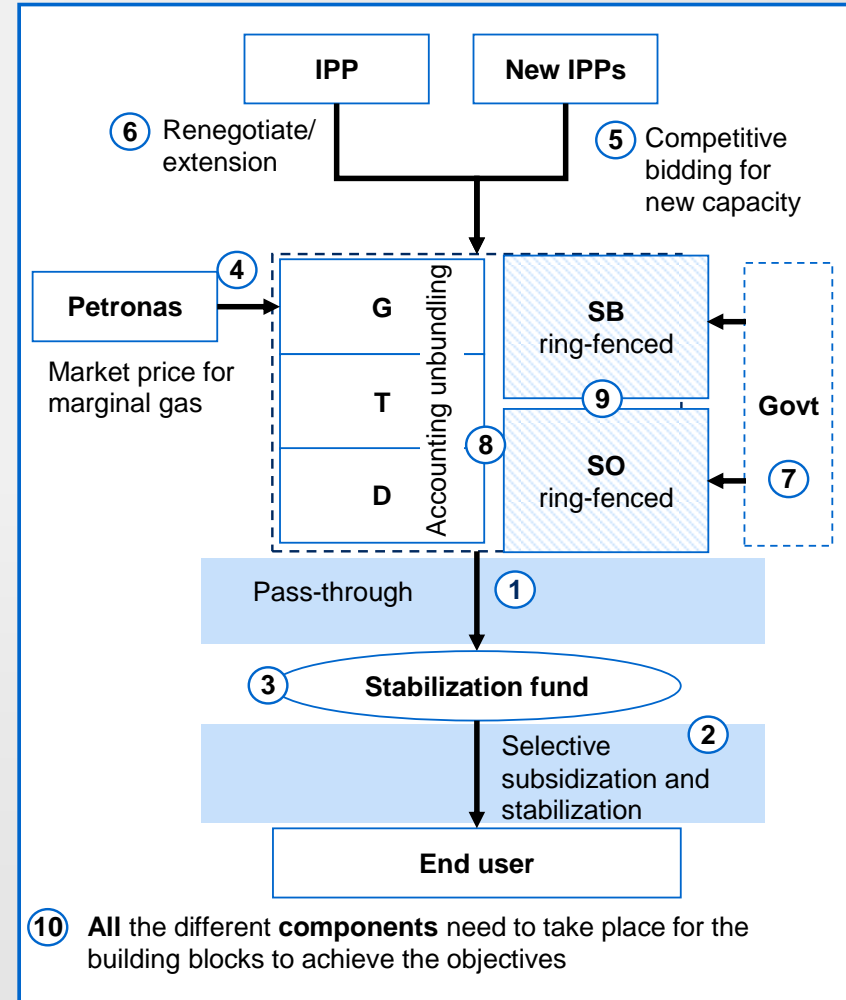 IPP
New IPPs
6 Renegotiate/
extension
5 Competitive
bidding for
new capacity
4
Petronas
Market price for
marginal gas
G
T
D
Accounting unbundling
8
SB
ring-fenced
9
SO
ring-fenced
Govt
7
Pass-through 1
3 Stabilization fund
2
Selective
subsidization and
stabilization
End user
10 All the different components need to take place for the
building blocks to achieve the objectives